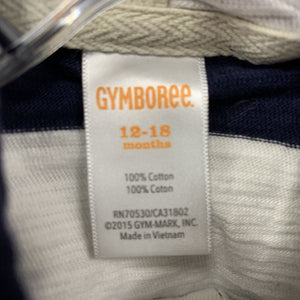 GYMBOREE
12-18
months
100% Cotton
100% Coton
RN70530/CA31802
©2015 GYM-MARK, INC.
Made in Vietnam